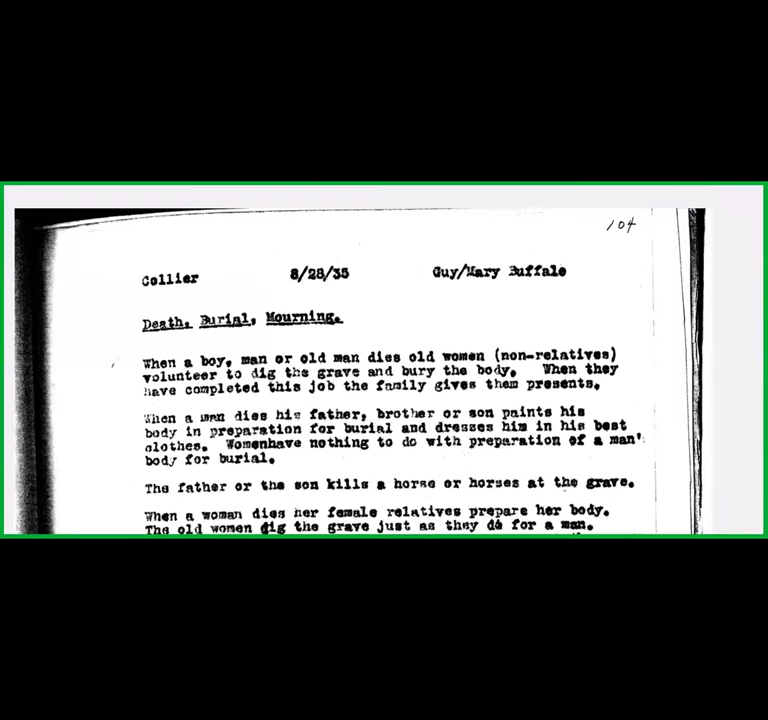 104
Collier 8/28/35 Guy/Mary Buffalo
Death, Burial, Mourning.
When a boy, man or old man dies old women (non-relatives)
volunteer to dig the grave and bury the body. When they
have completed this job the family gives them presents.
When a man dies his father, brother or son paints his
body in preparation for burial and dresses him in his best
clothes. Womenhave nothing to do with preparation of a man'
body for burial.
The father or the son kills a horse or horses at the grave.
When a woman dies her female relatives prepare her body.
The old women dig the grave just as they do for a man.